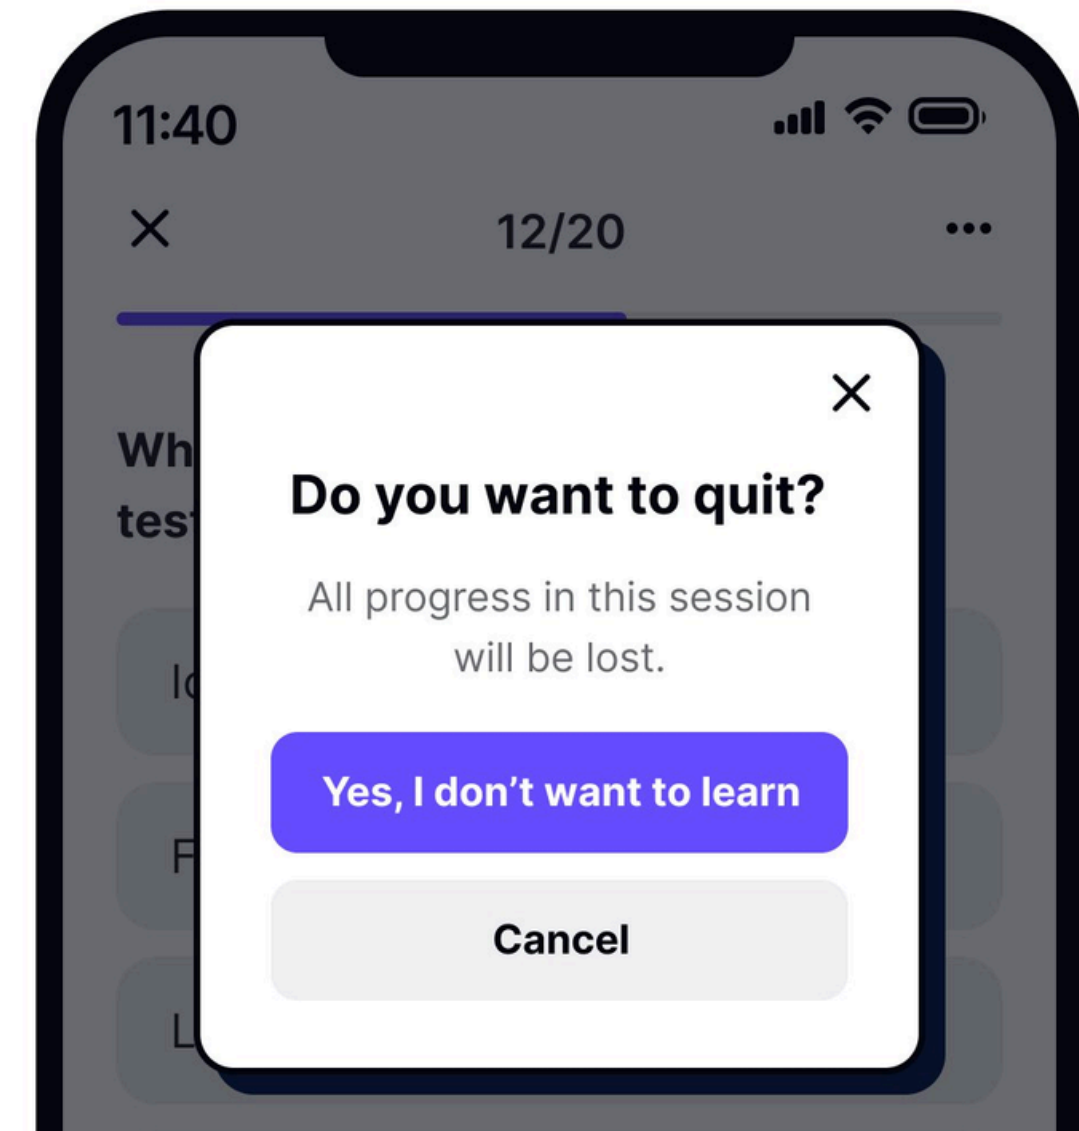 11:40
12/20
Do you want to quit?
All progress in this session
will be lost.
Yes, I don’t want to learn
Cancel